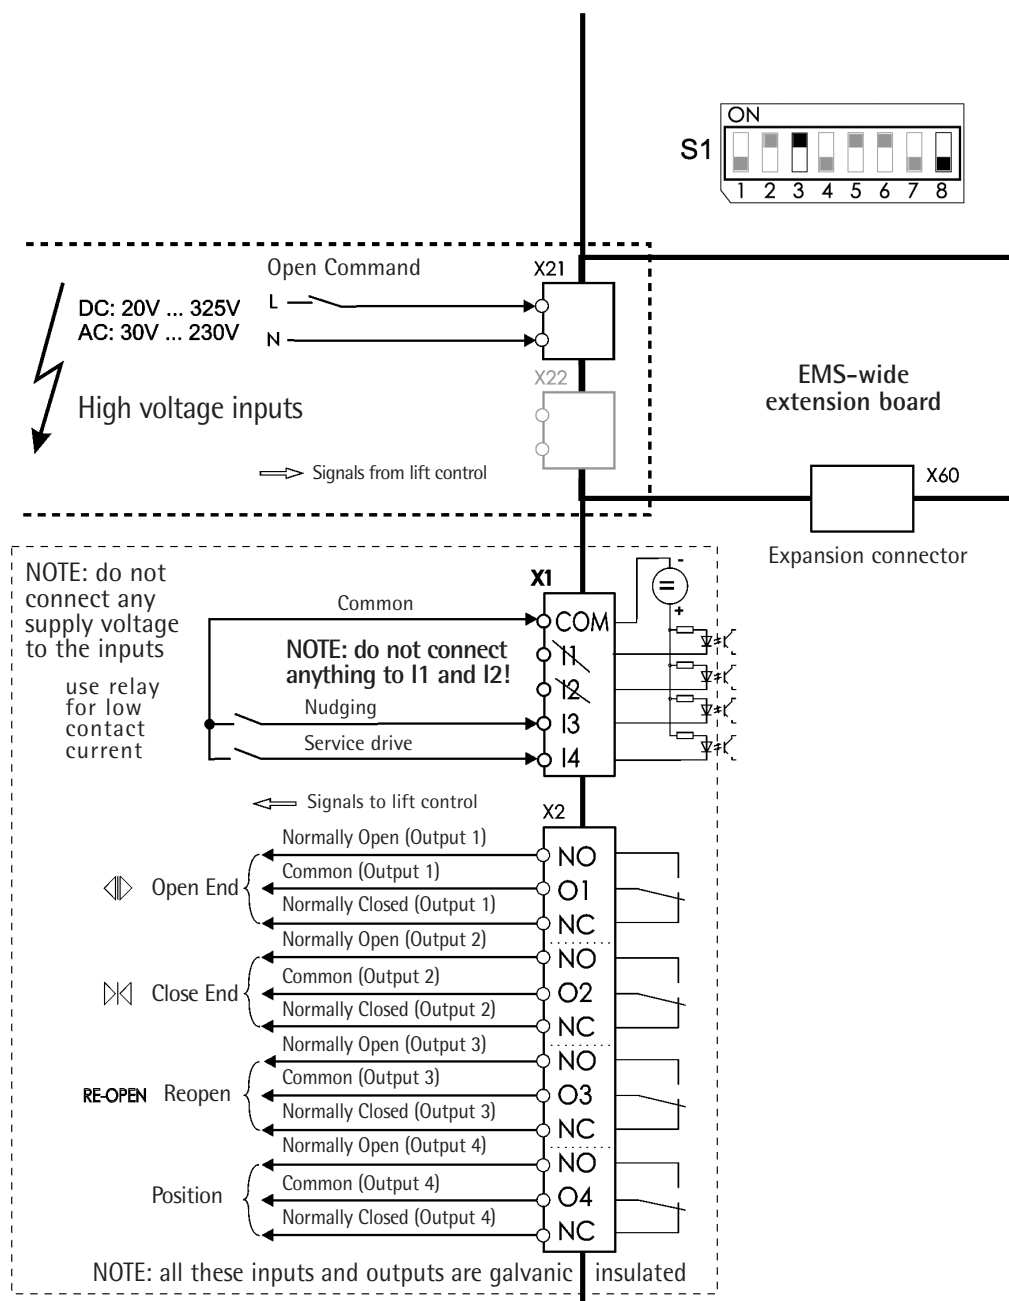 ON
S1
1 2 3 4 5 6 7 8
Open Command
X21
L
DC: 20V ... 325V
AC: 30V ... 230V
N
X22
EMS-wide
extension board
High voltage inputs
Signals from lift control
X60
Expansion connector
NOTE: do not
connect any
supply voltage
to the inputs
use relay
for low
contact
current
X1
-
=
+
Common
COM
NOTE: do not connect
anything to I1 and I2!
I1
I2
Nudging
I3
Service drive
I4
Signals to lift control
X2
Normally Open (Output 1)
NO
Open End
Common (Output 1)
O1
Normally Closed (Output 1)
NC
Normally Open (Output 2)
NO
Close End
Common (Output 2)
O2
Normally Closed (Output 2)
NC
Normally Open (Output 3)
NO
RE-OPEN Reopen
Common (Output 3)
O3
Normally Closed (Output 3)
NC
Normally Open (Output 4)
NO
Position
Common (Output 4)
O4
Normally Closed (Output 4)
NC
NOTE: all these inputs and outputs are galvanic insulated